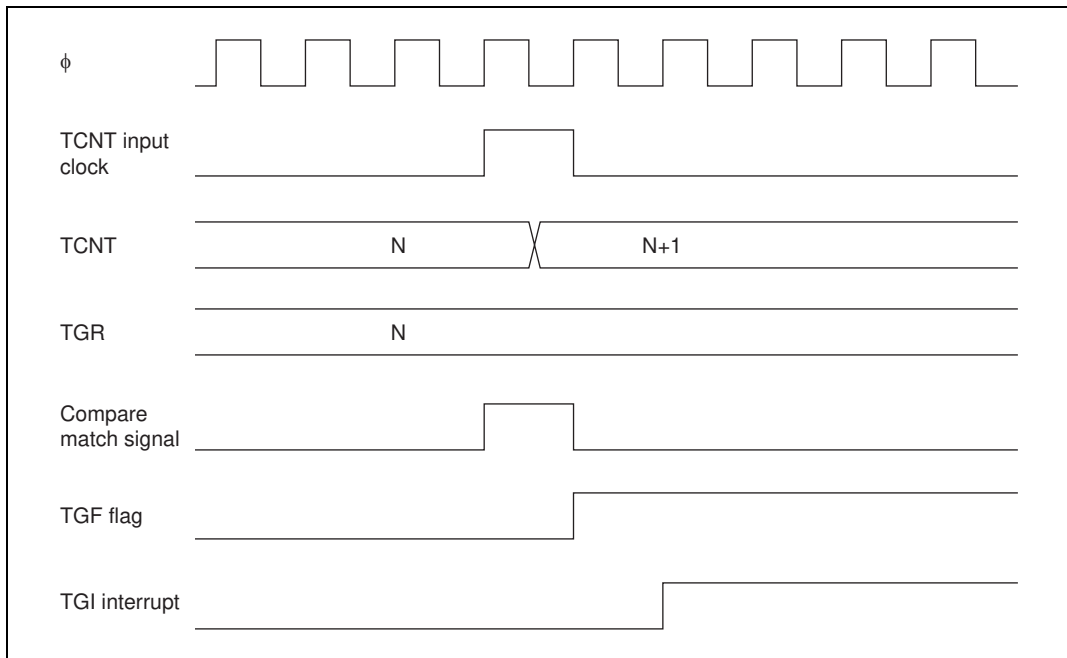 ϕ
TCNT input
clock
TCNT
N
N+1
TGR
N
Compare
match signal
TGF flag
TGI interrupt